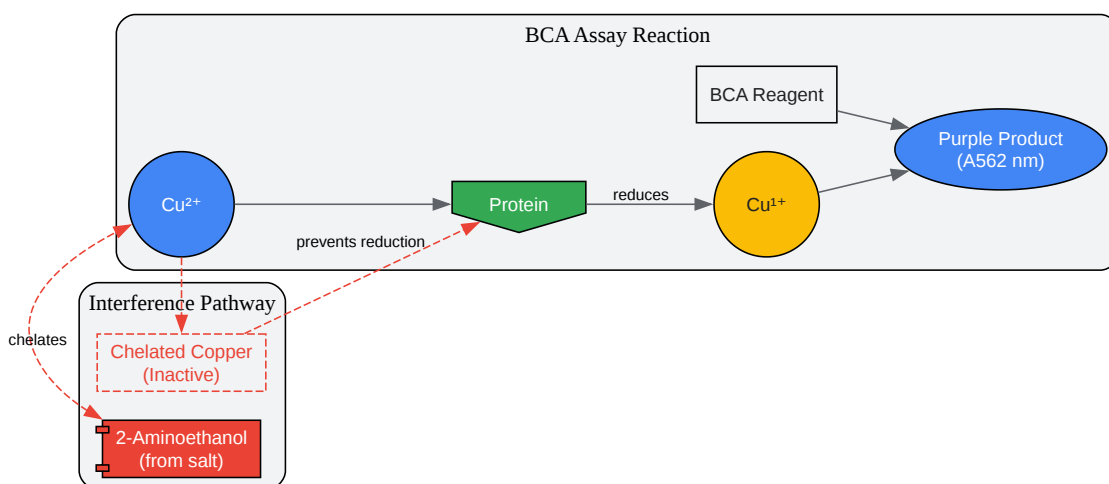 BCA Assay Reaction
BCA Reagent
Purple Product
(A562 nm)
Cu²⁺
Protein
reduces
Cu¹⁺
prevents reduction
Interference Pathway
chelates
Chelated Copper
(Inactive)
2-Aminoethanol
(from salt)